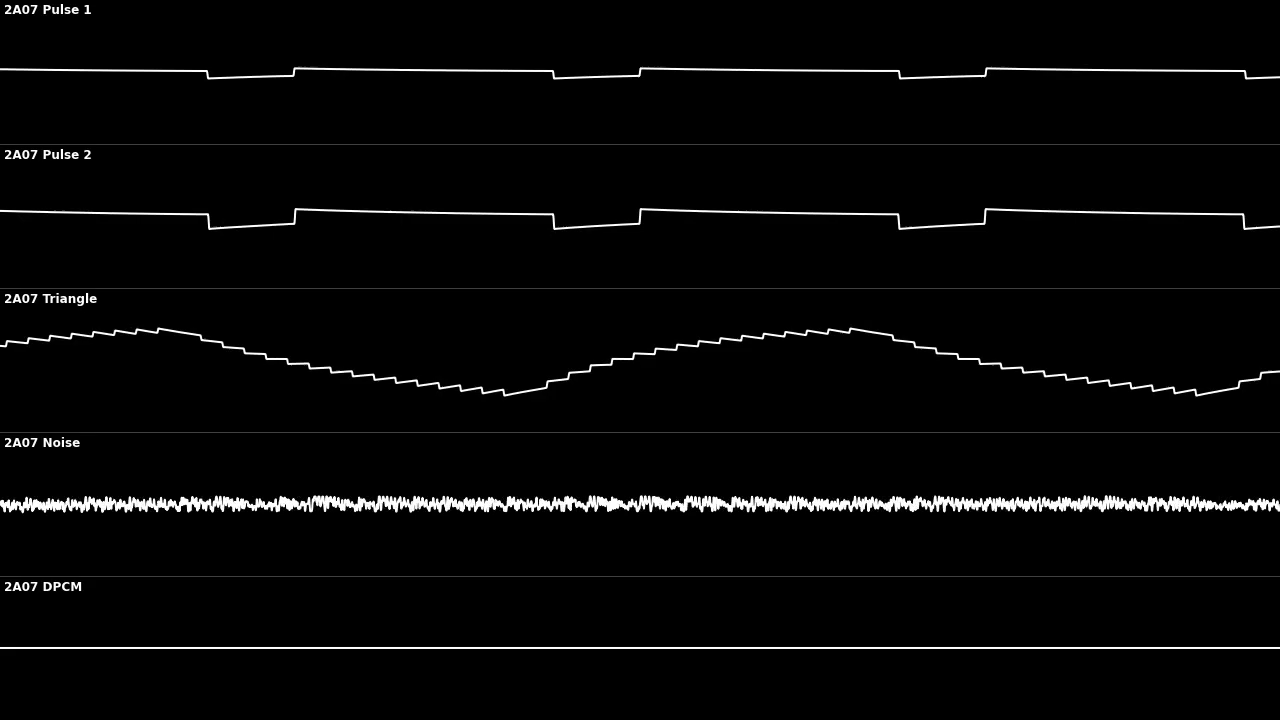 2A07 Pulse 1
2A07 Pulse 2
2A07 Triangle
2A07 Noise
2A07 DPCM